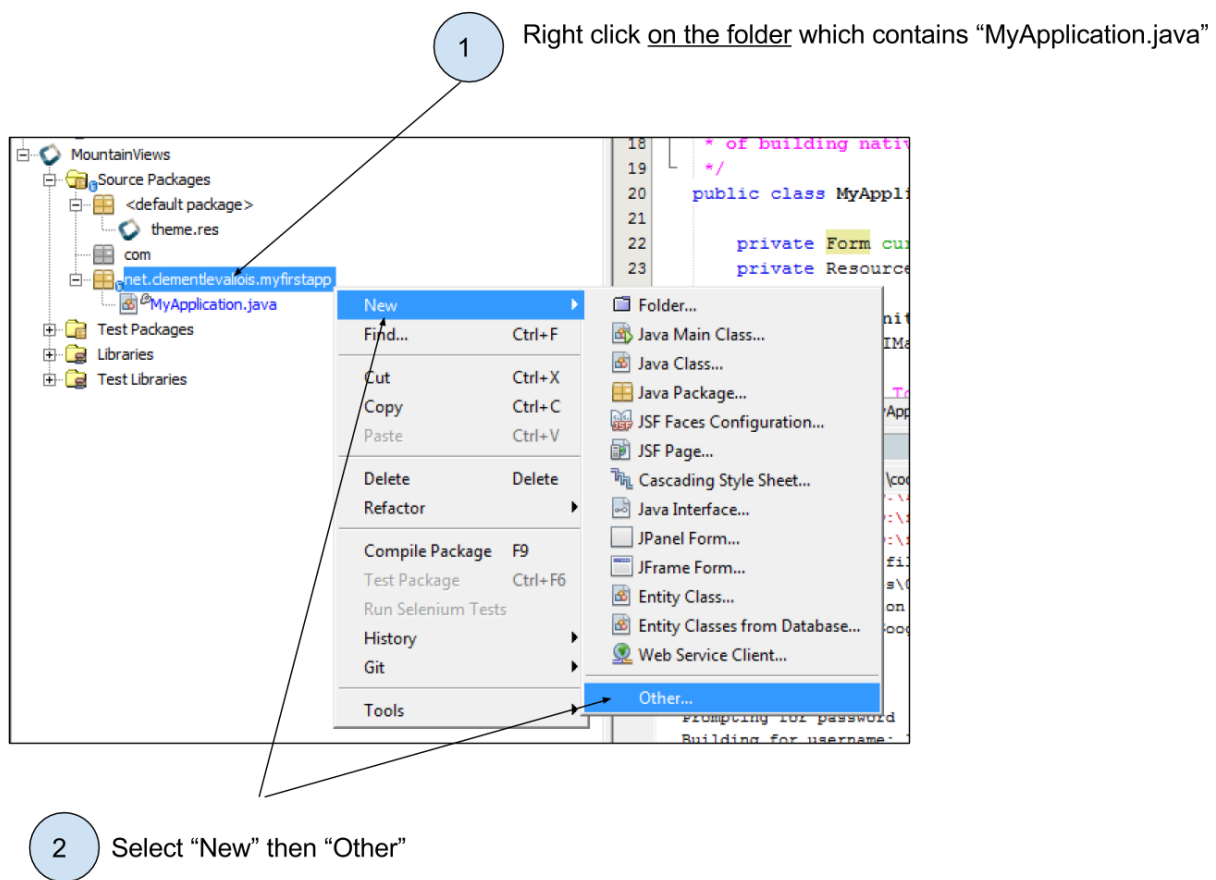 1
Right click on the folder which contains “MyApplication.java”
MountainViews
Source Packages
<default package>
theme.res
com
net.clementlevallois.myfirstapp
MyApplication.java
Test Packages
Libraries
Test Libraries
18 * of building nativ
19 */
20 public class MyAppli
21
22 private Form cur
23 private Resource
New
Find... Ctrl+F
Cut Ctrl+X
Copy Ctrl+C
Paste Ctrl+V
Delete Delete
Refactor
Compile Package F9
Test Package Ctrl+F6
Run Selenium Tests
History
Git
Tools
Folder...
Java Main Class...
Java Class...
Java Package...
JSF Faces Configuration...
JSF Page...
Cascading Style Sheet...
Java Interface...
JPanel Form...
JFrame Form...
Entity Class...
Entity Classes from Database...
Web Service Client...
Other...
Prompting for password
Building for username:
2
Select “New” then “Other”